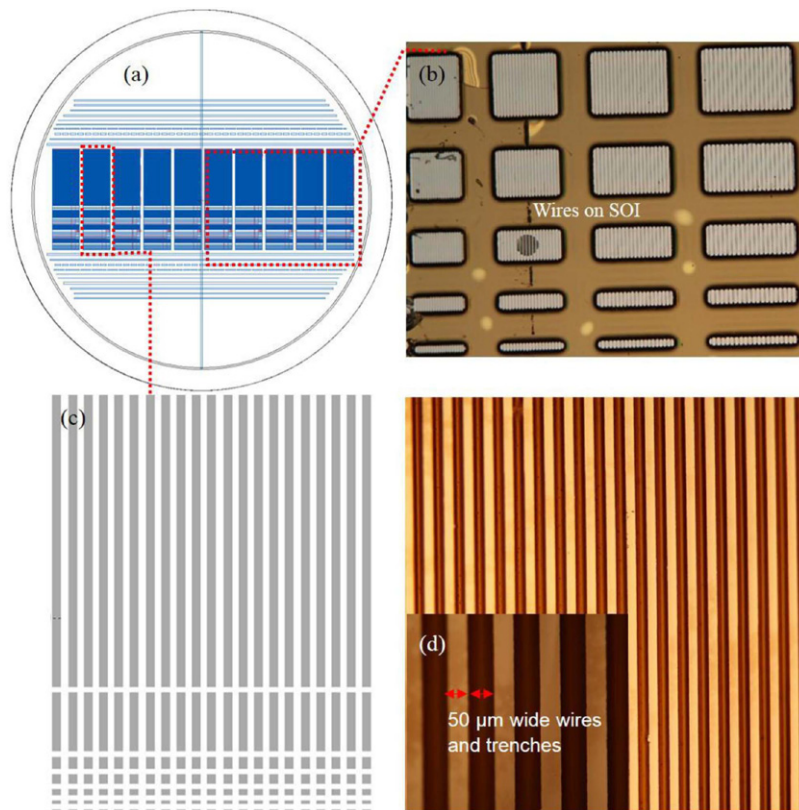 (a)
(b)
Wires on SOI
(c)
(d)
50 µm wide wires
and trenches